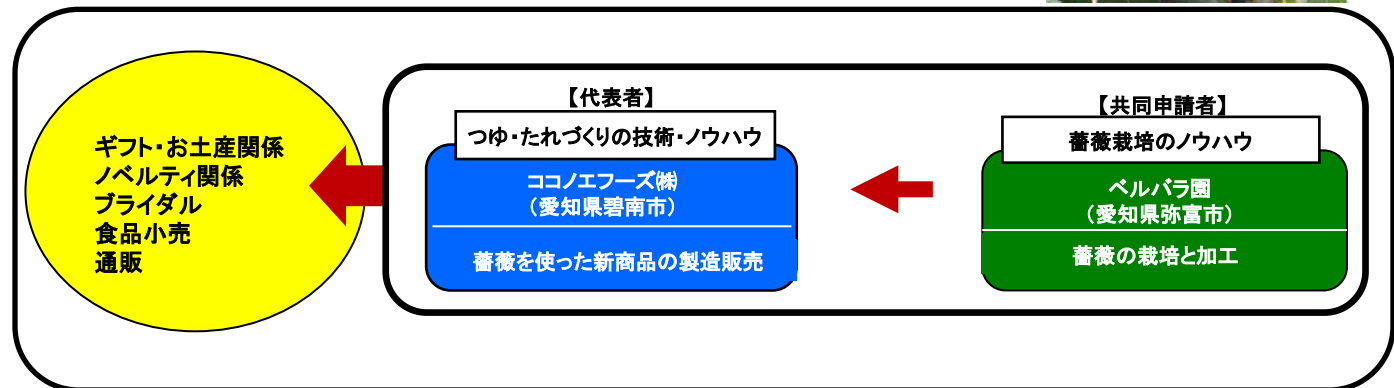 ギフト・お土産関係
ノベルティ関係
ブライダル
食品小売
通販
【代表者】
つゆ・たれづくりの技術・ノウハウ
ココノエフーズ㈱
（愛知県碧南市）
薔薇を使った新商品の製造販売
【共同申請者】
薔薇栽培のノウハウ
ベルバラ園
（愛知県弥富市）
薔薇の栽培と加工